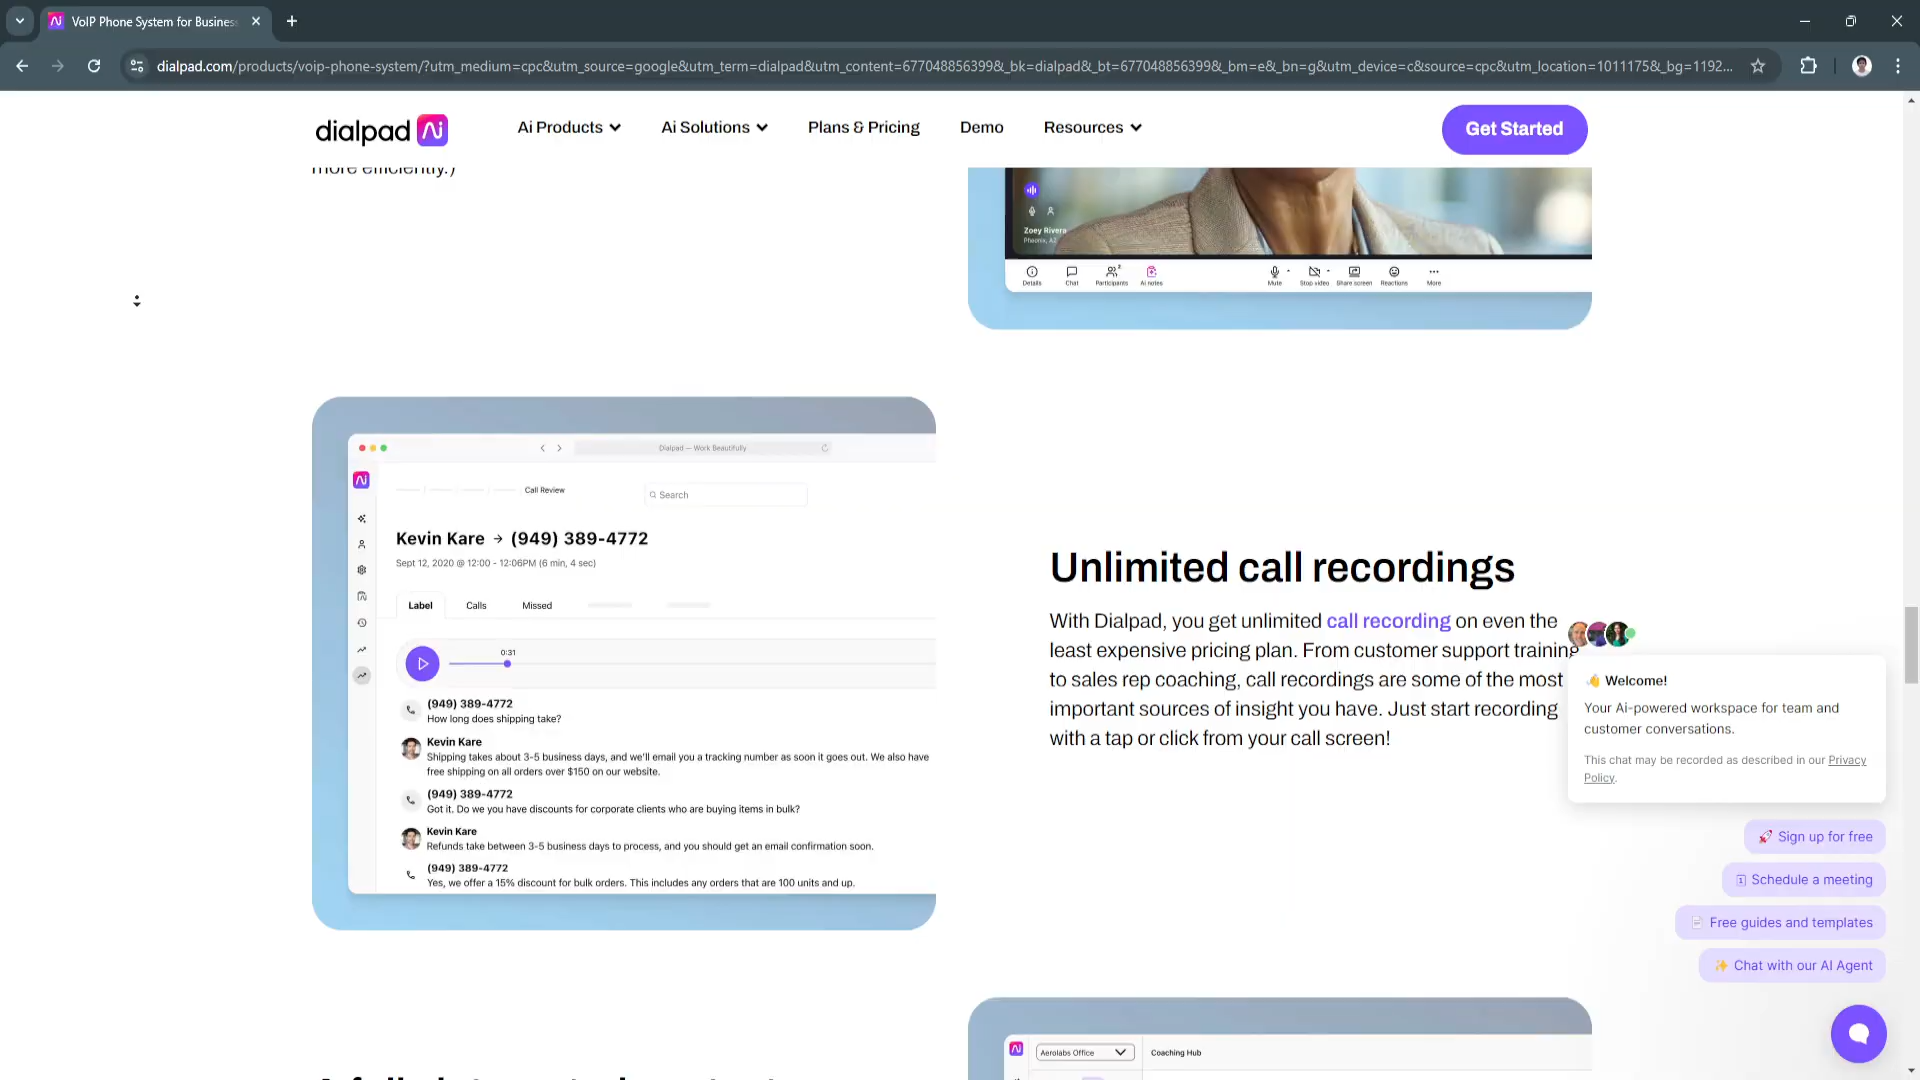 VoIP Phone System for Business
dialpad.com/products/voip-phone-system/?utm_medium=cpc&utm_source=google&utm_term=dialpad&utm_content=677048856399&_bk=dialpad&_bt=677048856399&_bm=e&_bn=g&utm_device=c&source=cpc&utm_location=1011175&_bg=1192...
dialpad Ai
Ai Products
Ai Solutions
Plans & Pricing
Demo
Resources
Get Started
more efficiently.)
Zoey Rivera
Pheonix, AZ
Details
Chat
2
Participants
Ai notes
Mute
Stop video
Share screen
Reactions
More
Dialpad — Work Beautifully
Call Review
Search
Kevin Kare → (949) 389-4772
Sept 12, 2020 @ 12:00 - 12:06PM (6 min, 4 sec)
Label
Calls
Missed
0:31
(949) 389-4772
How long does shipping take?
Kevin Kare
Shipping takes about 3-5 business days, and we'll email you a tracking number as soon it goes out. We also have
free shipping on all orders over $150 on our website.
(949) 389-4772
Got it. Do we you have discounts for corporate clients who are buying items in bulk?
Kevin Kare
Refunds take between 3-5 business days to process, and you should get an email confirmation soon.
(949) 389-4772
Yes, we offer a 15% discount for bulk orders. This includes any orders that are 100 units and up.
Unlimited call recordings
With Dialpad, you get unlimited call recording on even the
least expensive pricing plan. From customer support training
to sales rep coaching, call recordings are some of the most
important sources of insight you have. Just start recording
with a tap or click from your call screen!
👋 Welcome!
Your Ai-powered workspace for team and
customer conversations.
This chat may be recorded as described in our Privacy
Policy.
🚀 Sign up for free
Schedule a meeting
Free guides and templates
✨ Chat with our AI Agent
Aerolabs Office
Coaching Hub